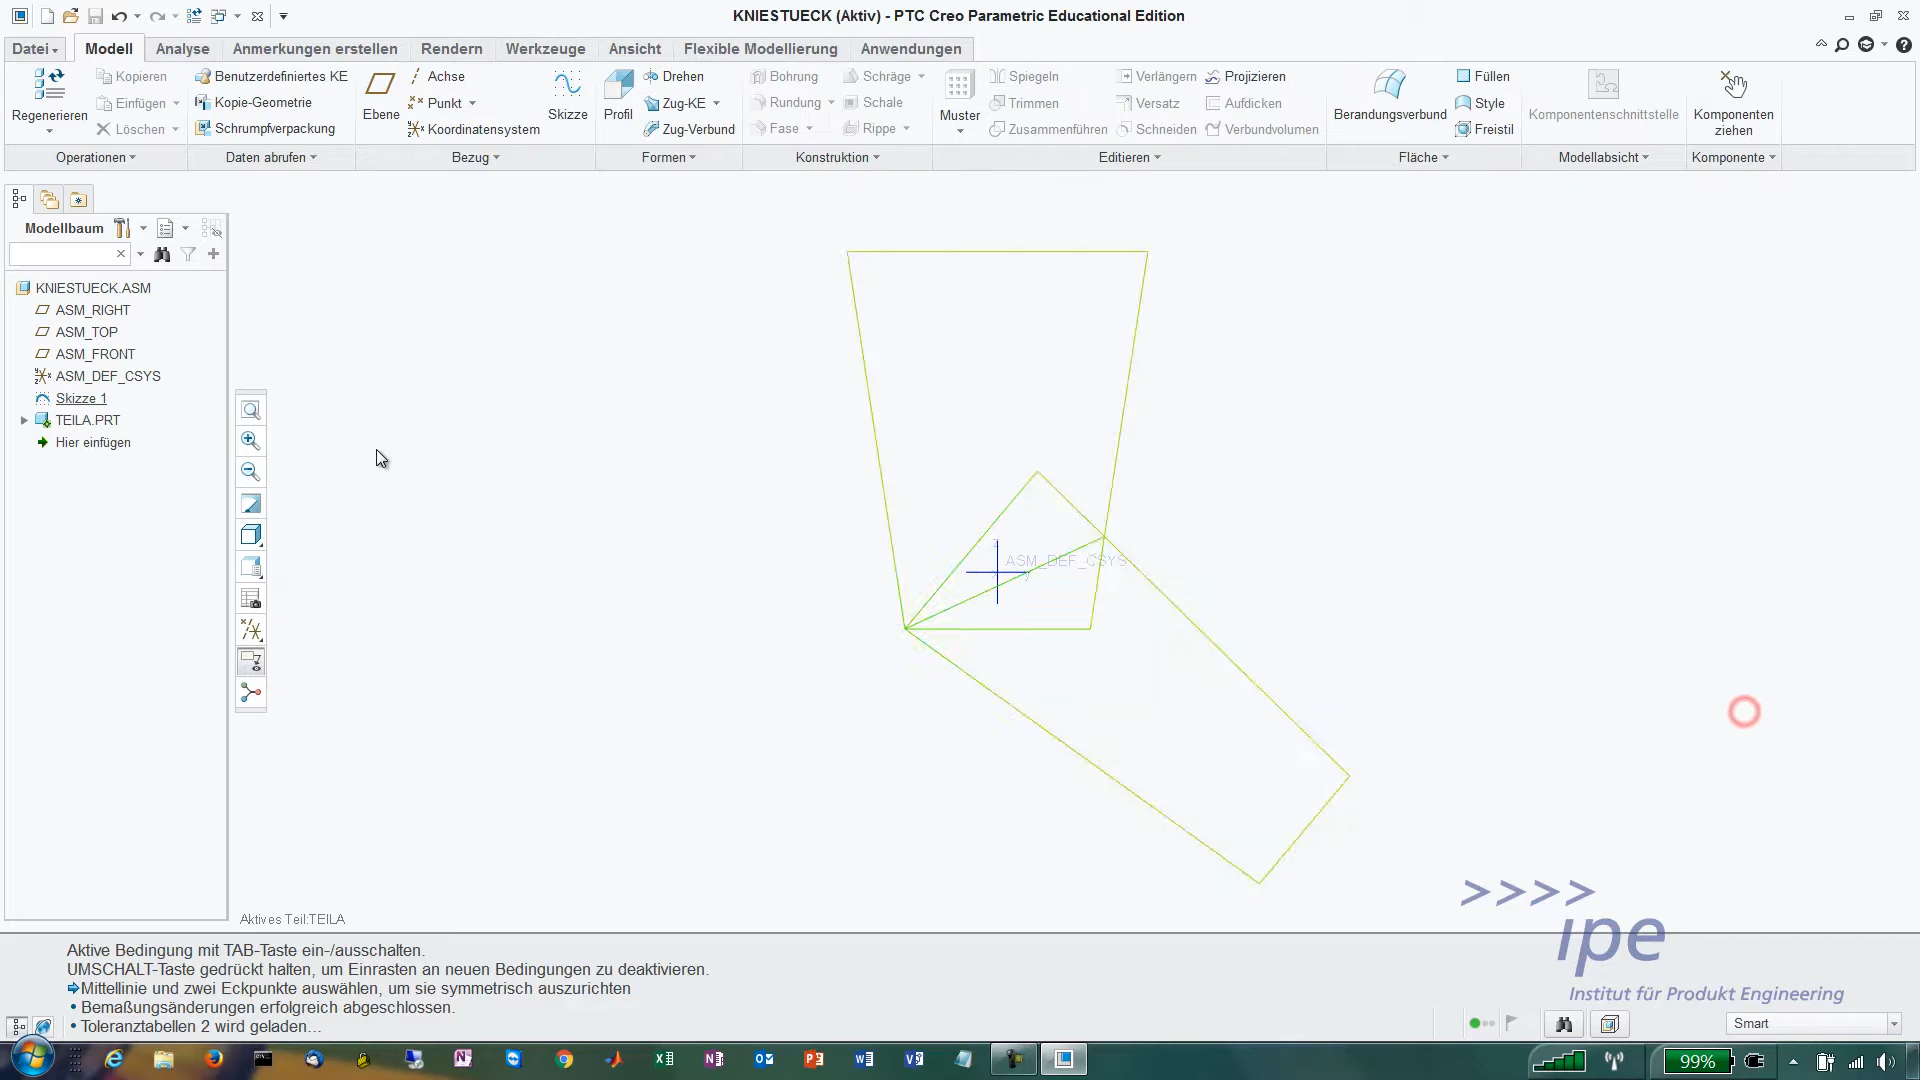 KNIESTUECK (Aktiv) - PTC Creo Parametric Educational Edition
Datei Modell Analyse Anmerkungen erstellen Rendern Werkzeuge Ansicht Flexible Modellierung Anwendungen
Regenerieren
Kopieren
Einfügen
Löschen
Operationen
Benutzerdefiniertes KE
Kopie-Geometrie
Schrumpfverpackung
Daten abrufen
Ebene
Achse
Punkt
Koordinatensystem
Skizze
Bezug
Profil
Drehen
Zug-KE
Zug-Verbund
Formen
Bohrung
Rundung
Fase
Schräge
Schale
Rippe
Konstruktion
Muster
Spiegeln
Trimmen
Zusammenführen
Verlängern
Versatz
Schneiden
Projizieren
Aufdicken
Verbundvolumen
Editieren
Berandungsverbund
Füllen
Style
Freistil
Fläche
Komponentenschnittstelle
Modellabsicht
Komponenten
ziehen
Komponente
Modellbaum
KNIESTUECK.ASM
ASM_RIGHT
ASM_TOP
ASM_FRONT
ASM_DEF_CSYS
Skizze 1
TEILA.PRT
Hier einfügen
ASM_DEF_CSYS
Aktives Teil:TEILA
>>>>
ipe
Institut für Produkt Engineering
Aktive Bedingung mit TAB-Taste ein-/ausschalten.
UMSCHALT-Taste gedrückt halten, um Einrasten an neuen Bedingungen zu deaktivieren.
Mittellinie und zwei Eckpunkte auswählen, um sie symmetrisch auszurichten
• Bemaßungsänderungen erfolgreich abgeschlossen.
• Toleranztabellen 2 wird geladen...
Smart
99%